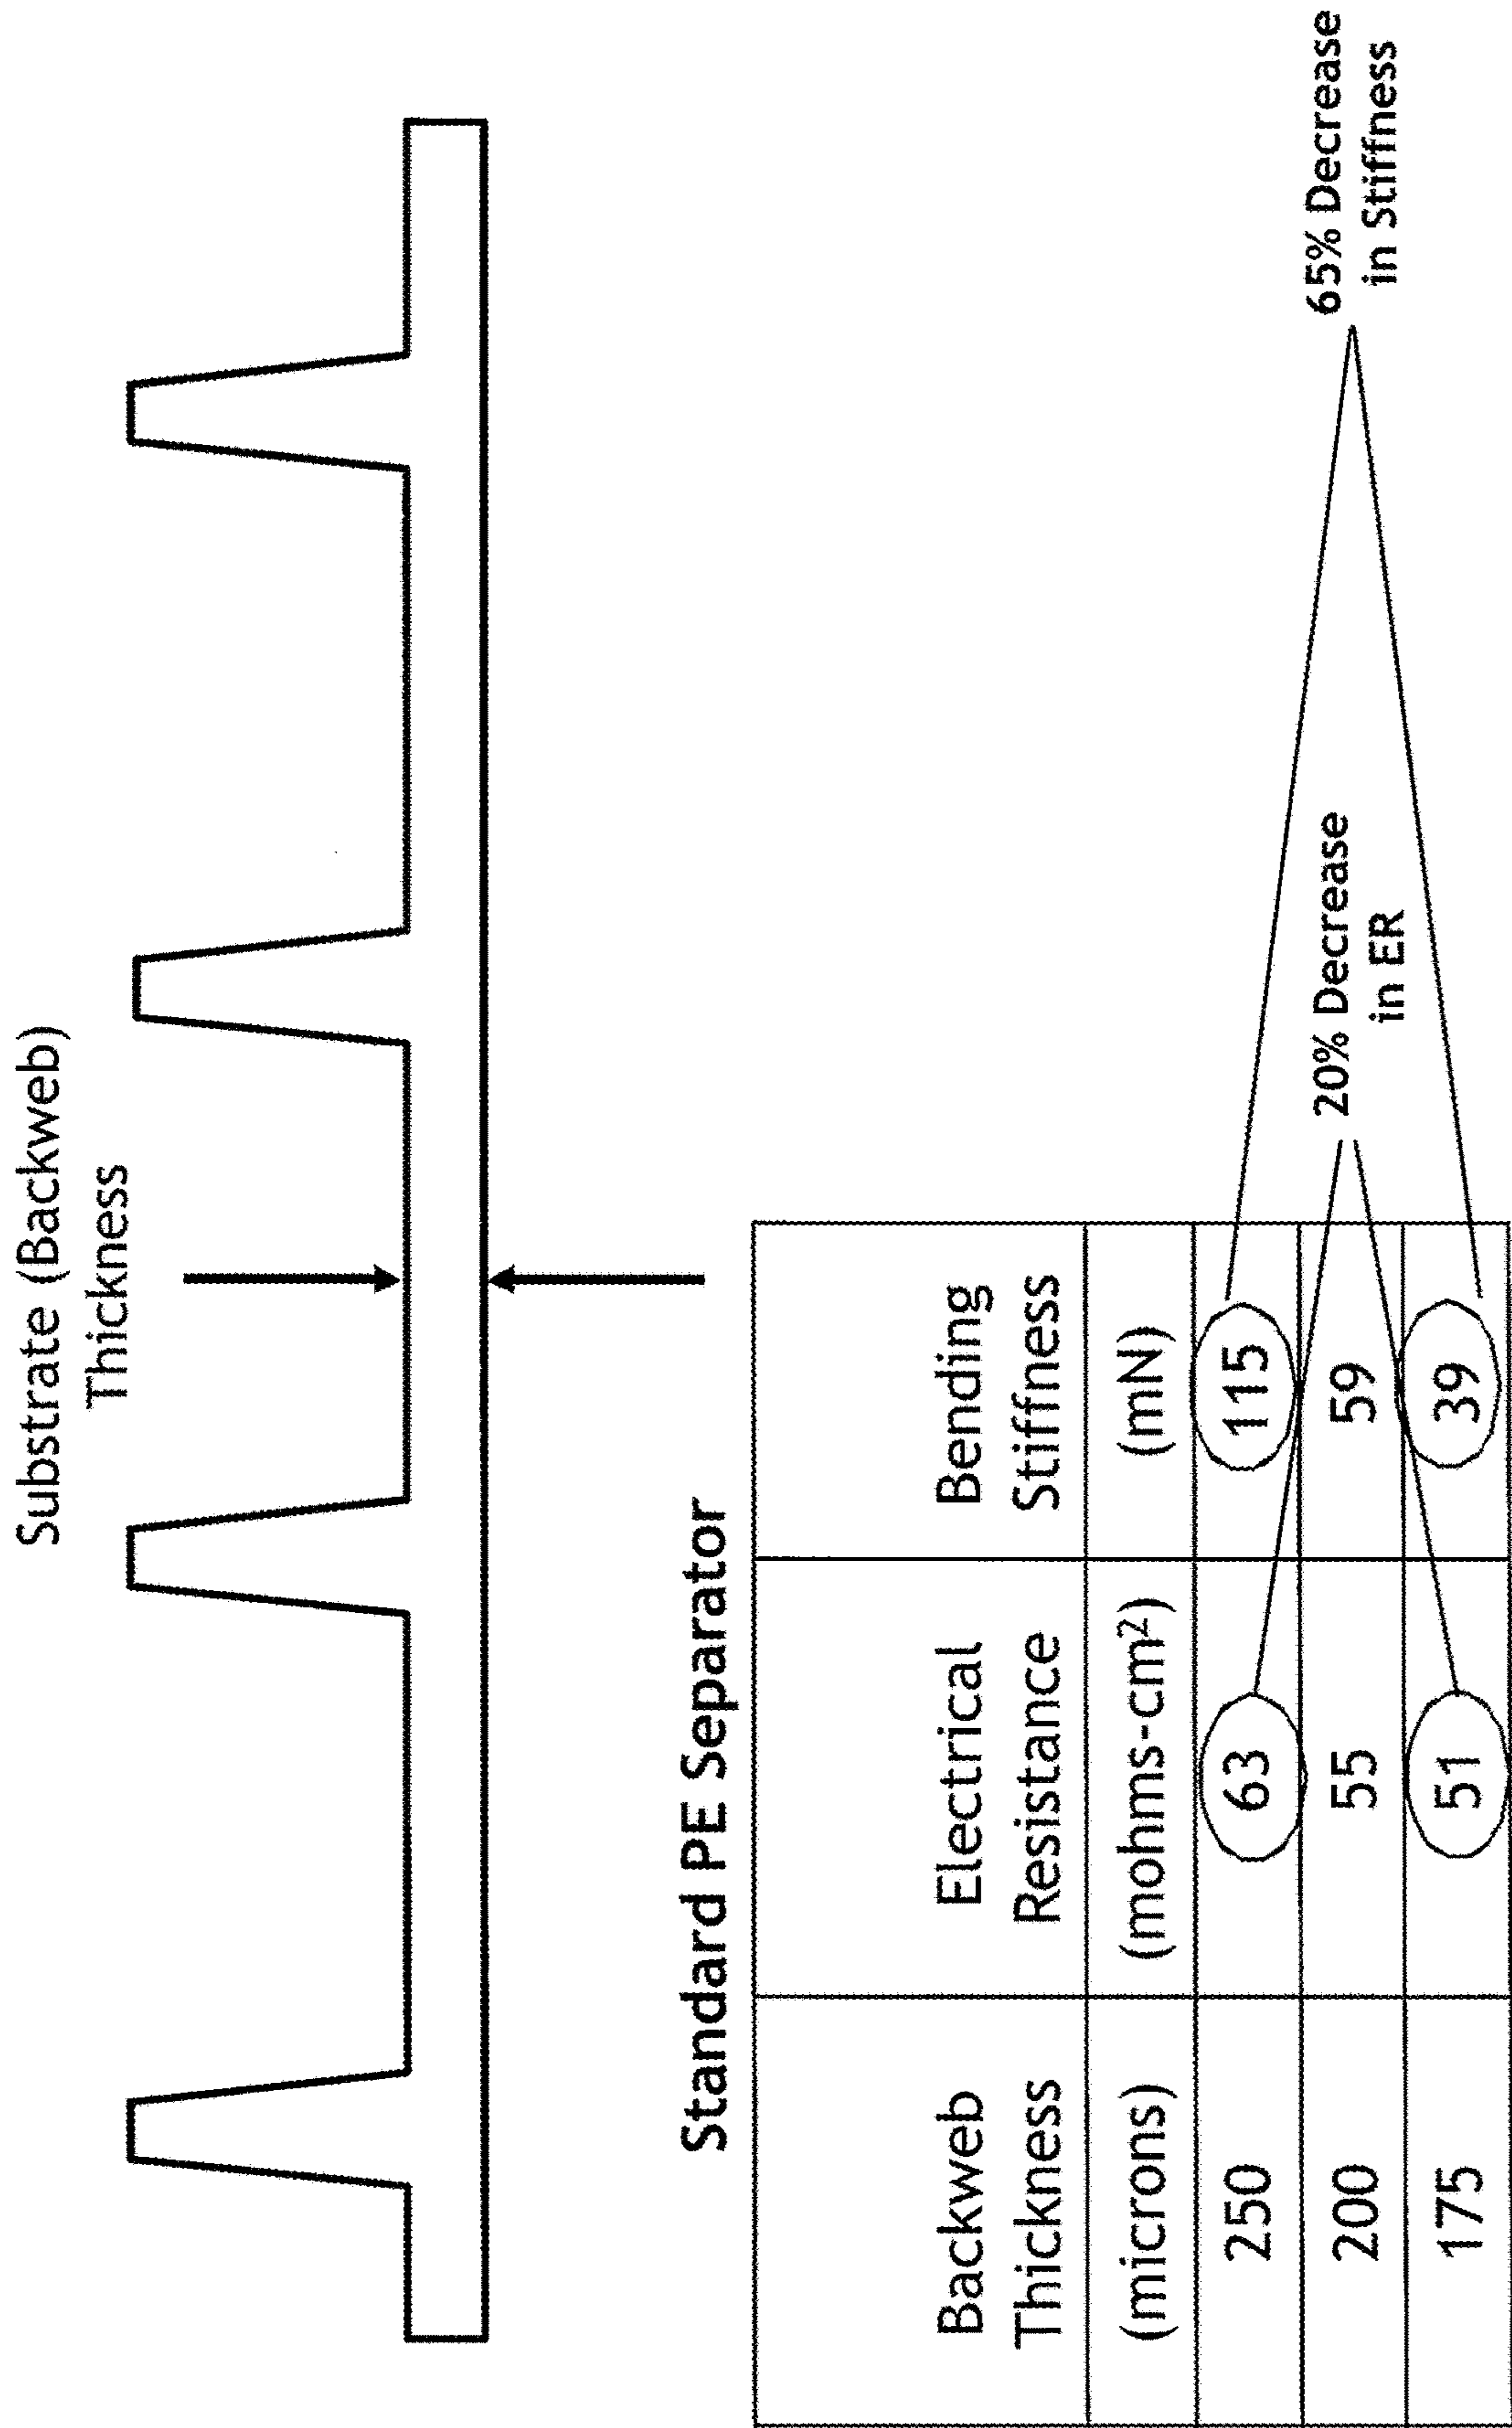 Substrate (Backweb)
Thickness
Standard PE Separator
Backweb
Thickness
Electrical
Resistance
Bending
Stiffness
(microns)
(mohms-cm²)
(mN)
250
63
115
200
55
59
175
51
39
20% Decrease
in ER
65% Decrease
in Stiffness